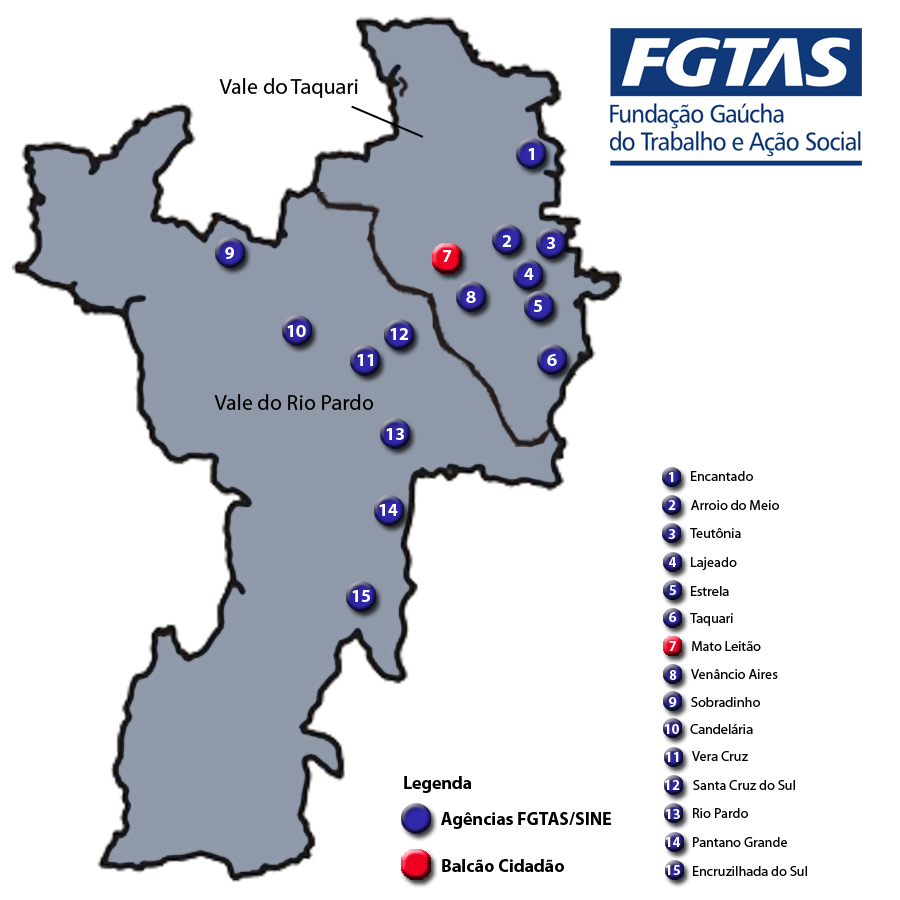 FGTAS
Fundação Gaúcha
do Trabalho e Ação Social
Vale do Taquari
1
2
3
7
9
4
8
5
10
12
11
6
Vale do Rio Pardo
13
14
15
1 Encantado
2 Arroio do Meio
3 Teutônia
4 Lajeado
5 Estrela
6 Taquari
7 Mato Leitão
8 Venâncio Aires
9 Sobradinho
10 Candelária
11 Vera Cruz
12 Santa Cruz do Sul
13 Rio Pardo
14 Pantano Grande
15 Encruzilhada do Sul
Legenda
Agências FGTAS/SINE
Balcão Cidadão